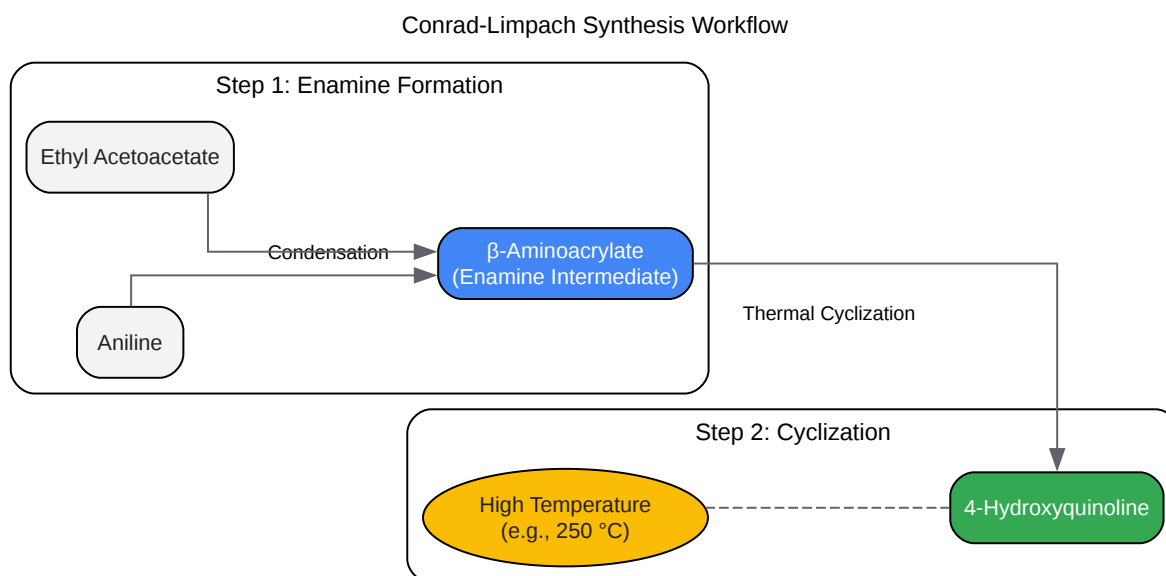 Conrad-Limpach Synthesis Workflow
Step 1: Enamine Formation
Ethyl Acetoacetate
Condensation
β-Aminoacrylate
(Enamine Intermediate)
Aniline
Thermal Cyclization
Step 2: Cyclization
High Temperature
(e.g., 250 °C)
4-Hydroxyquinoline